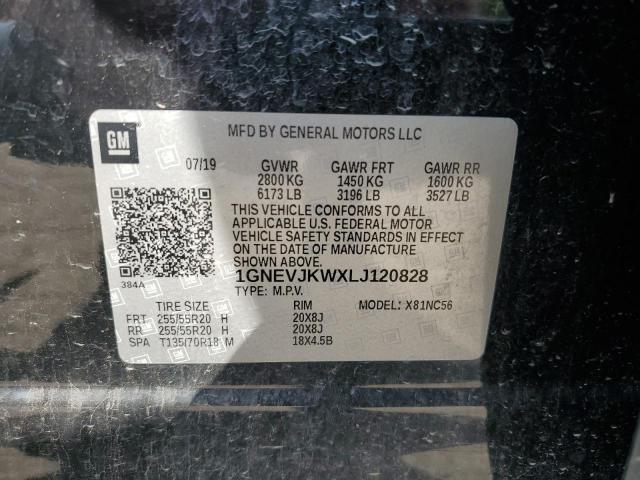 GM
MFD BY GENERAL MOTORS LLC
07/19 GVWR GAWR FRT GAWR RR
2800 KG 1450 KG 1600 KG
6173 LB 3196 LB 3527 LB
THIS VEHICLE CONFORMS TO ALL
APPLICABLE U.S. FEDERAL MOTOR
VEHICLE SAFETY STANDARDS IN EFFECT
ON THE DATE OF MANUFACTURE
SHOWN ABOVE.
384A
1GNEVJKWXLJ120828
TYPE: M.P.V.
TIRE SIZE RIM MODEL: X81NC56
FRT 255/55R20 H 20X8J
RR 255/55R20 H 20X8J
SPA T135/70R18 M 18X4.5B